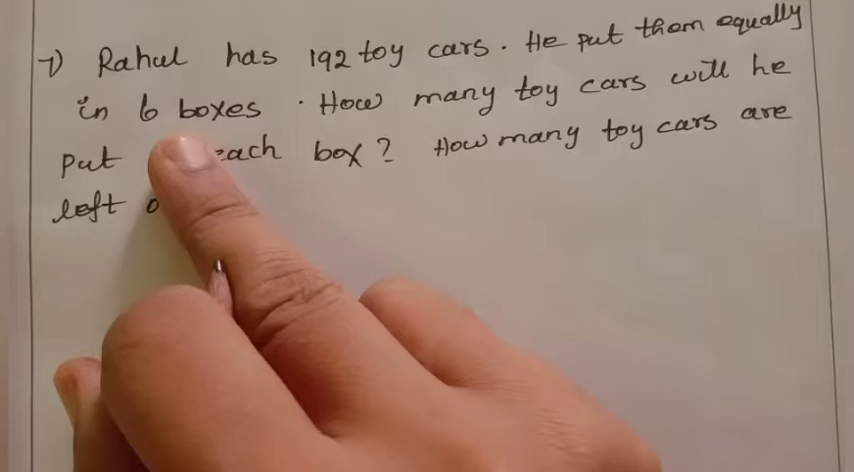 7) Rahul has 192 toy cars. He put them equally
in 6 boxes. How many toy cars will he
put each box? How many toy cars are
left